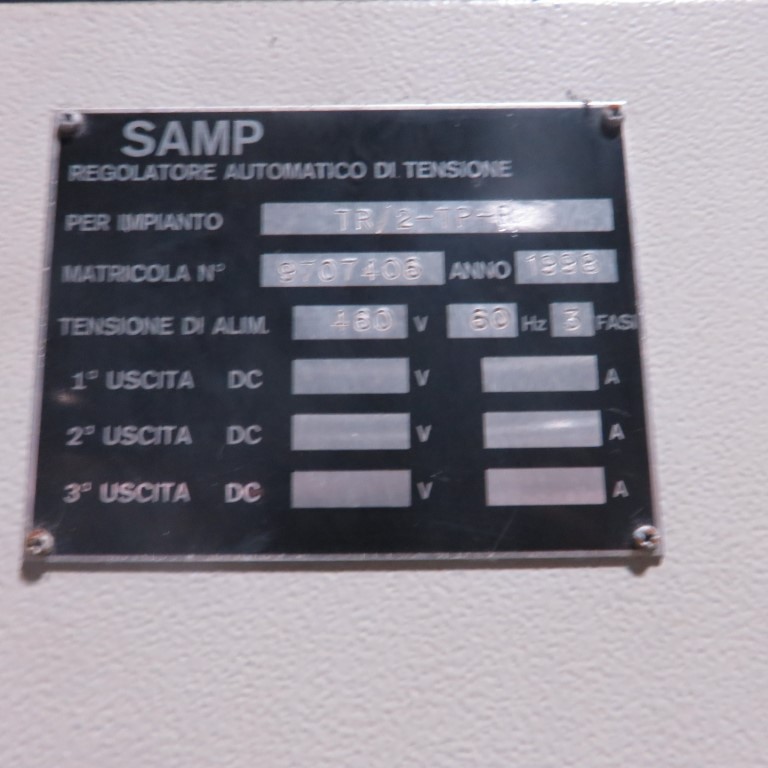 SAMP
REGOLATORE AUTOMATICO DI TENSIONE
PER IMPIANTO
MATRICOLA N° 9707406 ANNO
TENSIONE DI ALIM. 460 V 60 Hz 3 FASI
1° USCITA DC V A
2° USCITA DC V A
3° USCITA DC V A